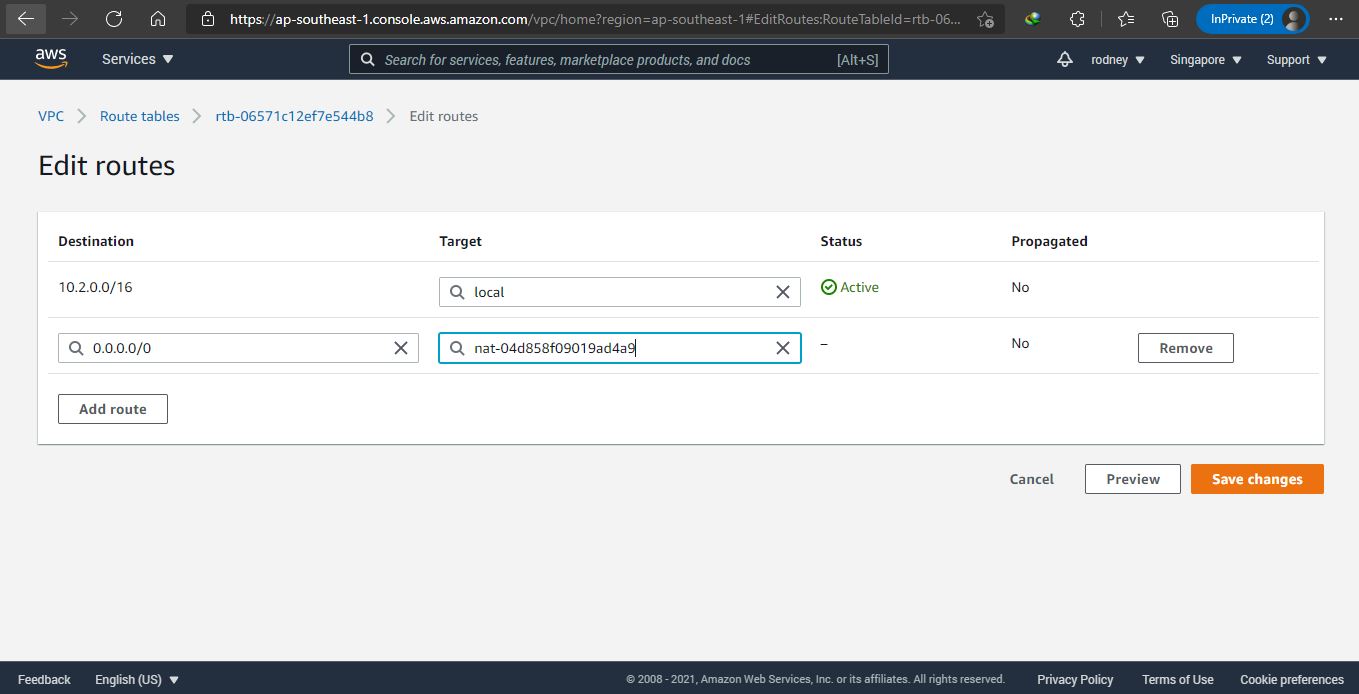 https://ap-southeast-1.console.aws.amazon.com/vpc/home?region=ap-southeast-1#EditRoutes:RouteTableId=rtb-06...
InPrivate (2)
aws
Services
Search for services, features, marketplace products, and docs
[Alt+S]
rodney
Singapore
Support
VPC
Route tables
rtb-06571c12ef7e544b8
Edit routes
Edit routes
Destination
Target
Status
Propagated
10.2.0.0/16
local
Active
No
0.0.0.0/0
nat-04d858f09019ad4a9
–
No
Remove
Add route
Cancel
Preview
Save changes
Feedback
English (US)
© 2008 - 2021, Amazon Web Services, Inc. or its affiliates. All rights reserved.
Privacy Policy
Terms of Use
Cookie preferences